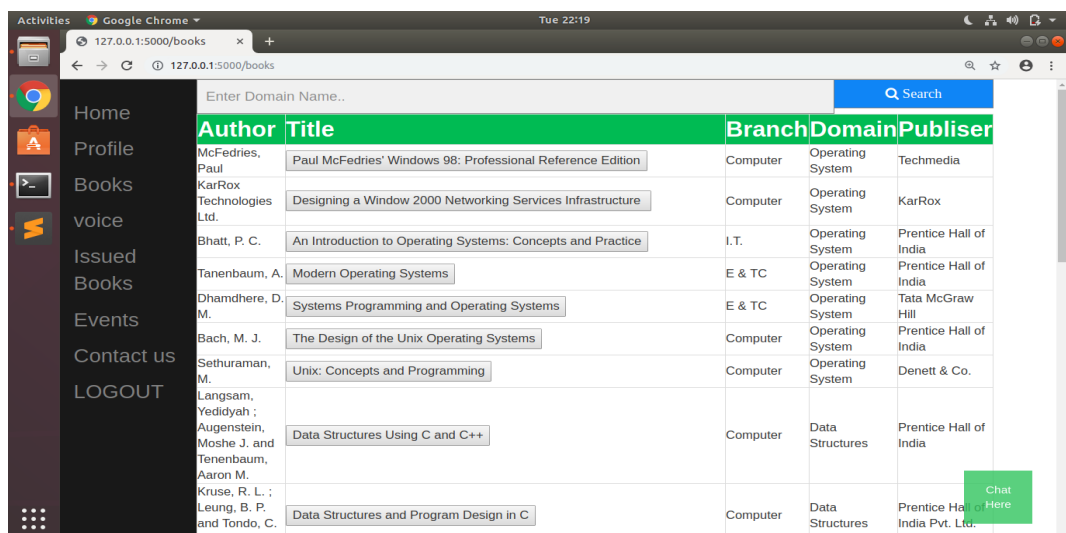 Activities Google Chrome Tue 22:19
127.0.0.1:5000/books × +
127.0.0.1:5000/books
Home
Profile
Books
voice
Issued
Books
Events
Contact us
LOGOUT
Enter Domain Name.. Search
Author Title Branch Domain Publiser
McFedries,
Paul Paul McFedries' Windows 98: Professional Reference Edition Computer Operating
System Techmedia
KarRox
Technologies
Ltd. Designing a Window 2000 Networking Services Infrastructure Computer Operating
System KarRox
Bhatt, P. C. An Introduction to Operating Systems: Concepts and Practice I.T. Operating
System Prentice Hall of
India
Tanenbaum, A. Modern Operating Systems E & TC Operating
System Prentice Hall of
India
Dhamdhere, D.
M. Systems Programming and Operating Systems E & TC Operating
System Tata McGraw
Hill
Bach, M. J. The Design of the Unix Operating Systems Computer Operating
System Prentice Hall of
India
Sethuraman,
M. Unix: Concepts and Programming Computer Operating
System Denett & Co.
Langsam,
Yedidyah ;
Augenstein,
Moshe J. and
Tenenbaum,
Aaron M. Data Structures Using C and C++ Computer Data
Structures Prentice Hall of
India
Kruse, R. L. ;
Leung, B. P.
and Tondo, C. Data Structures and Program Design in C Computer Data
Structures Prentice Hall of
India Pvt. Ltd.
Chat
Here